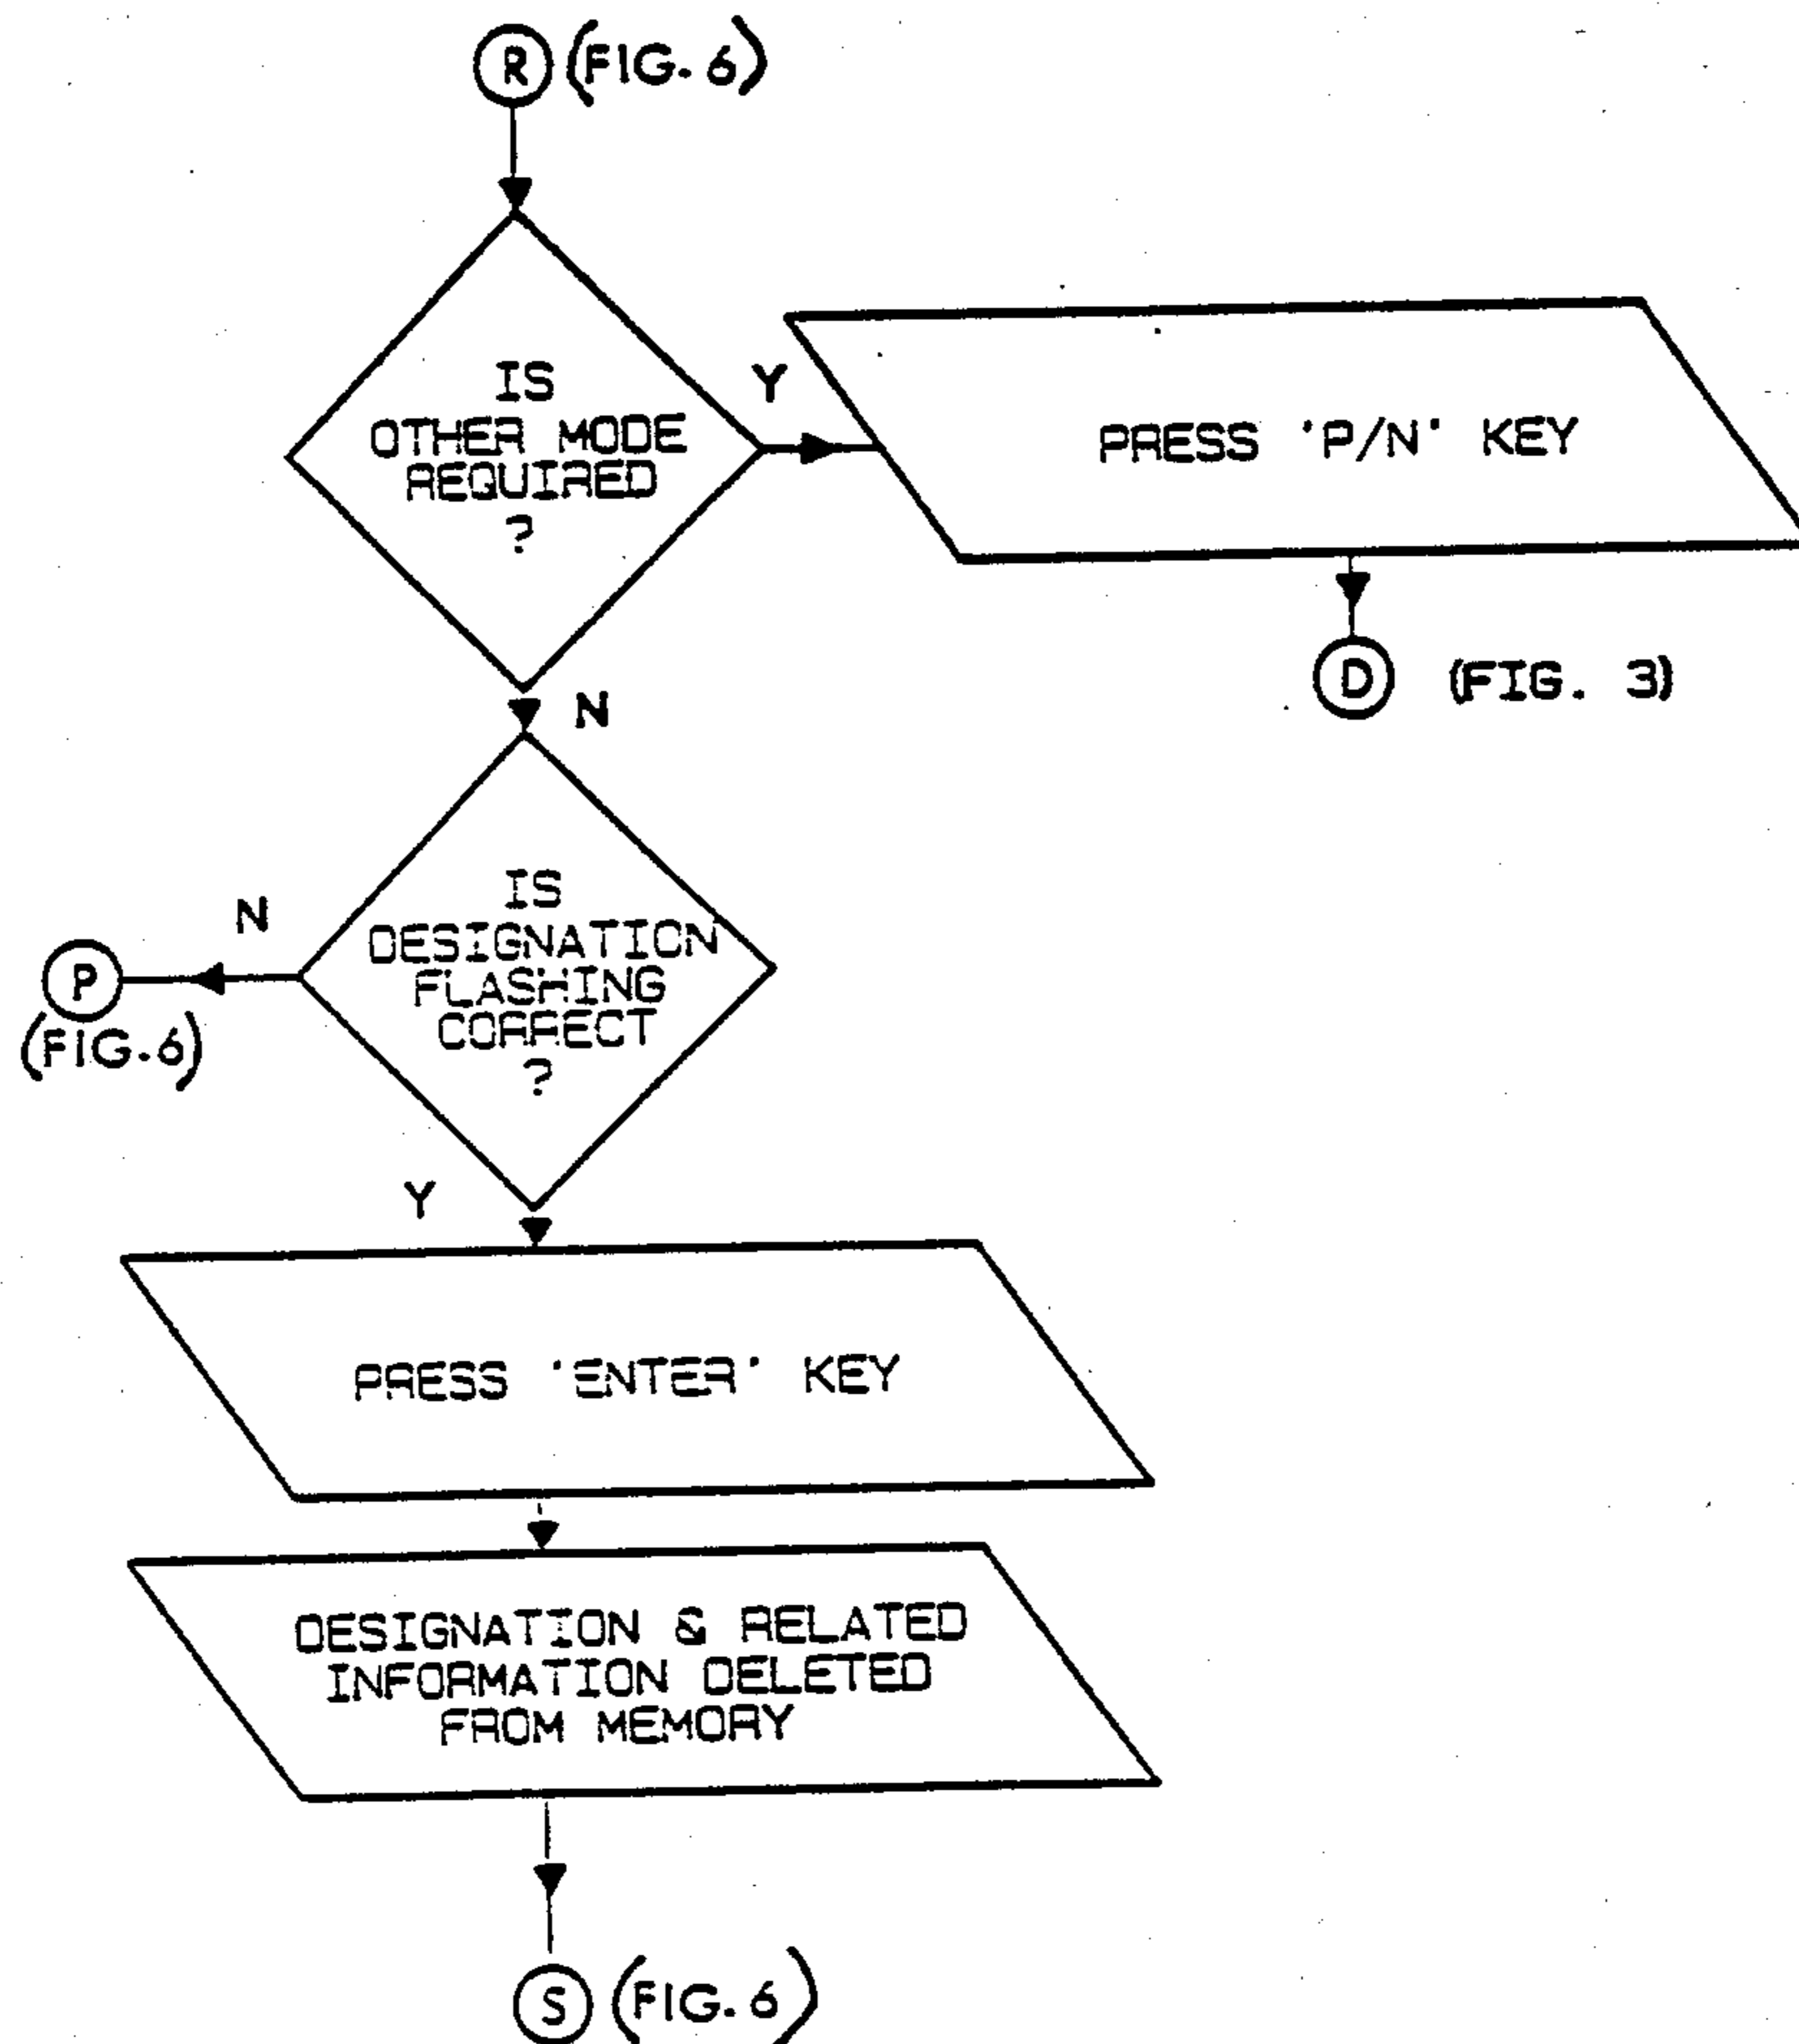 R (FIG. 6)
IS
OTHER MODE
REQUIRED
?
Y
PRESS 'P/N' KEY
D (FIG. 3)
N
IS
DESIGNATION
FLASHING
CORRECT
?
N
P
(FIG. 6)
Y
PRESS 'ENTER' KEY
DESIGNATION & RELATED
INFORMATION DELETED
FROM MEMORY
S (FIG. 6)